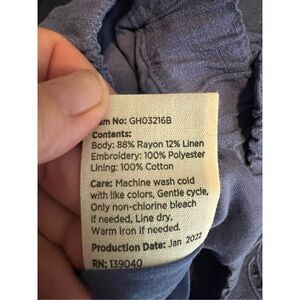 No: GH03216B
Contents:
Body: 88% Rayon 12% Linen
Embroidery: 100% Polyester
Lining: 100% Cotton
Care: Machine wash cold
with like colors, Gentle cycle,
Only non-chlorine bleach
if needed, Line dry,
Warm iron if needed.
Production Date: Jan 2022
RN: 139040